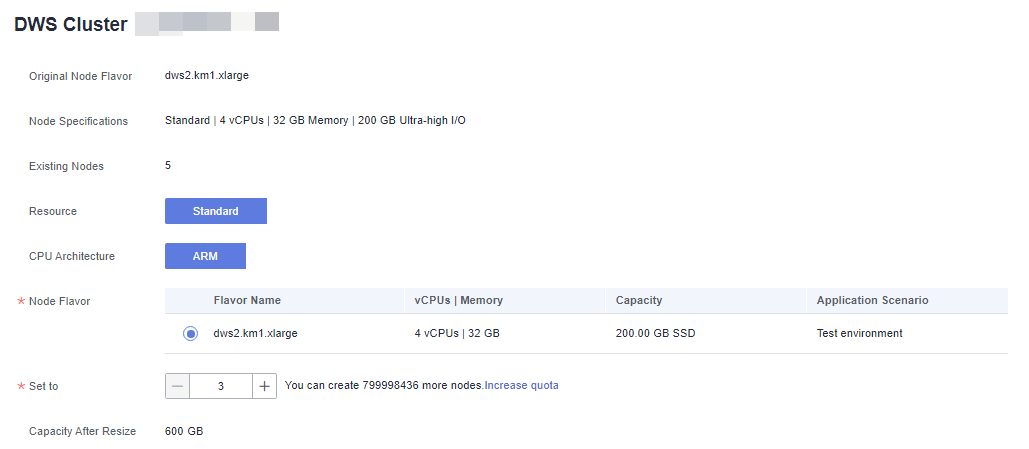 DWS Cluster
Original Node Flavor dws2.km1.xlarge
Node Specifications Standard | 4 vCPUs | 32 GB Memory | 200 GB Ultra-high I/O
Existing Nodes 5
Resource Standard
CPU Architecture ARM
* Node Flavor Flavor Name vCPUs | Memory Capacity Application Scenario
dws2.km1.xlarge 4 vCPUs | 32 GB 200.00 GB SSD Test environment
* Set to − 3 + You can create 799998436 more nodes.Increase quota
Capacity After Resize 600 GB